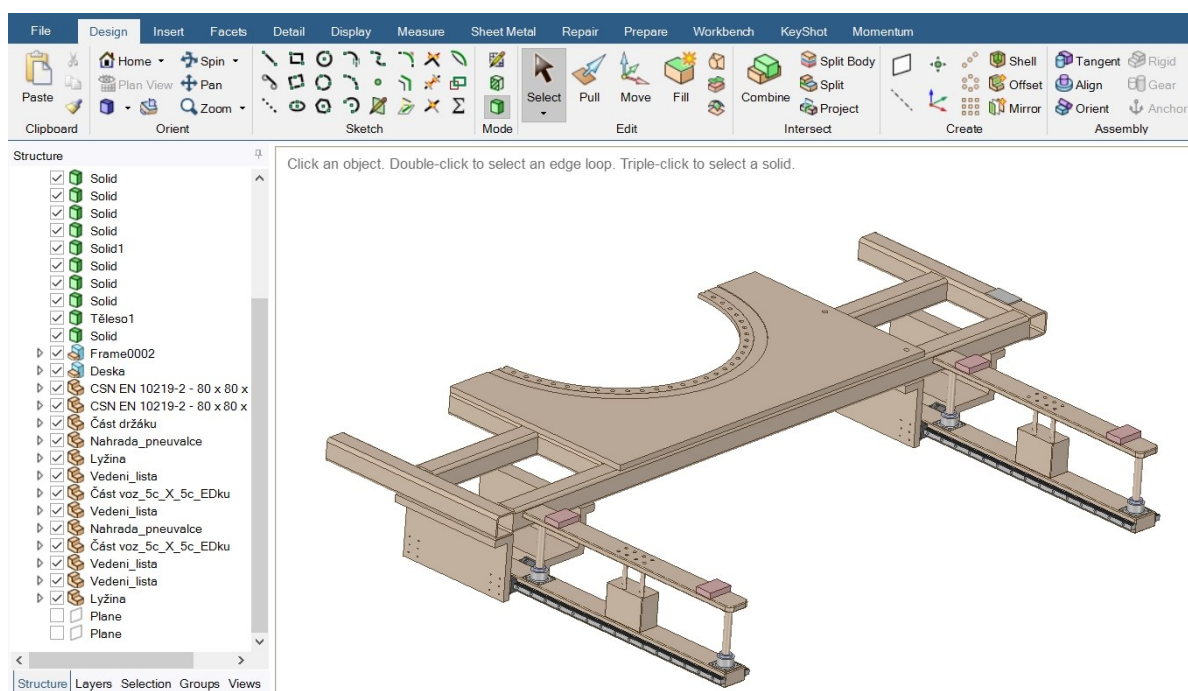 File Design Insert Facets Detail Display Measure Sheet Metal Repair Prepare Workbench KeyShot Momentum
Home Spin Split Body Shell Tangent Rigid
Plan View Pan Split Offset Align Gear
Paste Zoom Select Pull Move Fill Combine Project Mirror Orient Anchor
Clipboard Orient Sketch Mode Edit Intersect Create Assembly
Structure
Click an object. Double-click to select an edge loop. Triple-click to select a solid.
Solid
Solid
Solid
Solid
Solid1
Solid
Solid
Solid
Těleso1
Solid
Frame0002
Deska
CSN EN 10219-2 - 80 x 80 x
CSN EN 10219-2 - 80 x 80 x
Část držáku
Nahrada_pneuvalce
Lyžina
Vedeni_lista
Část voz_5c_X_5c_EDku
Vedeni_lista
Nahrada_pneuvalce
Část voz_5c_X_5c_EDku
Vedeni_lista
Vedeni_lista
Lyžina
Plane
Plane
Structure Layers Selection Groups Views